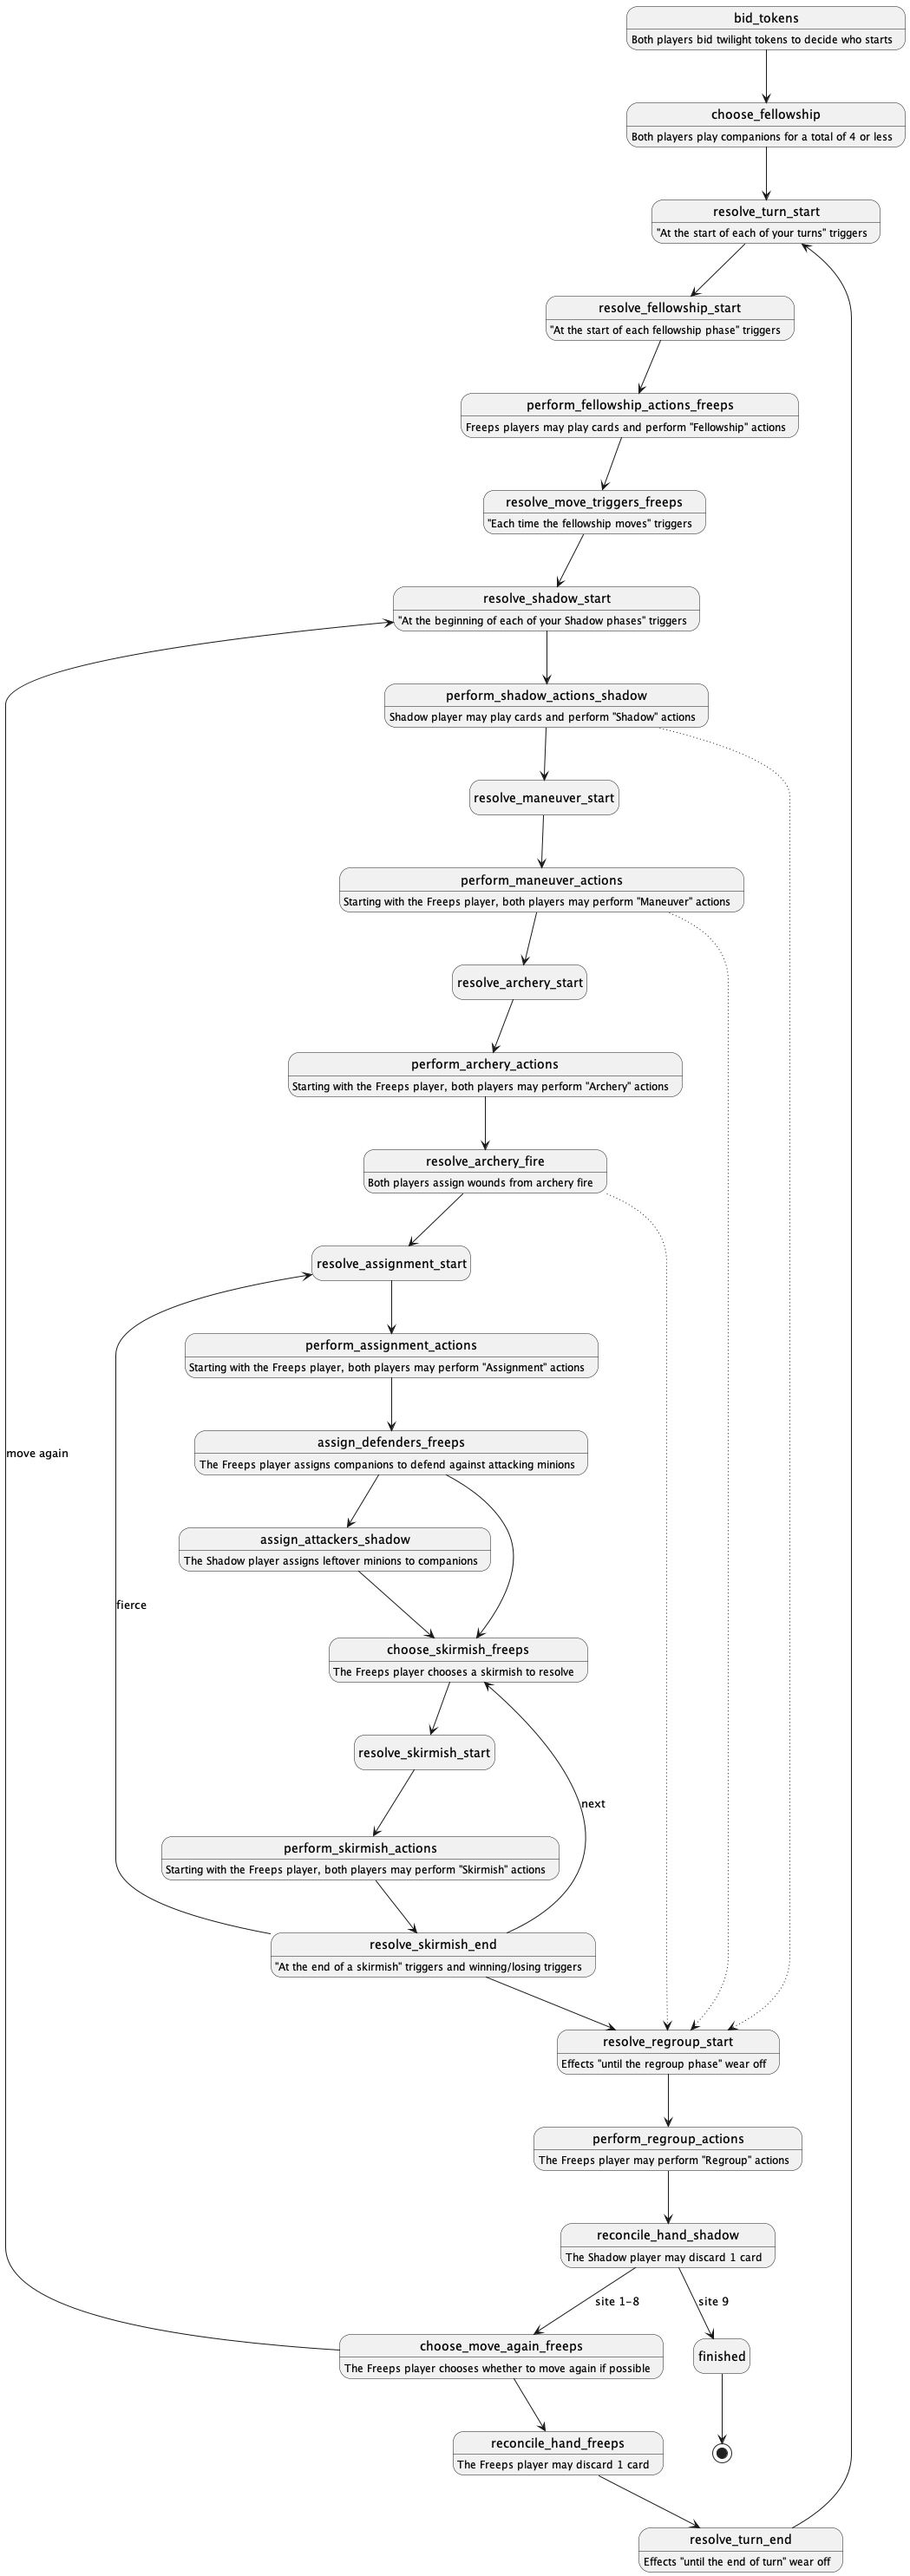 bid_tokens
Both players bid twilight tokens to decide who starts
choose_fellowship
Both players play companions for a total of 4 or less
resolve_turn_start
"At the start of each of your turns" triggers
resolve_fellowship_start
"At the start of each fellowship phase" triggers
perform_fellowship_actions_freeps
Freeps players may play cards and perform "Fellowship" actions
resolve_move_triggers_freeps
"Each time the fellowship moves" triggers
resolve_shadow_start
"At the beginning of each of your Shadow phases" triggers
perform_shadow_actions_shadow
Shadow player may play cards and perform "Shadow" actions
resolve_maneuver_start
perform_maneuver_actions
Starting with the Freeps player, both players may perform "Maneuver" actions
resolve_archery_start
perform_archery_actions
Starting with the Freeps player, both players may perform "Archery" actions
resolve_archery_fire
Both players assign wounds from archery fire
resolve_assignment_start
perform_assignment_actions
Starting with the Freeps player, both players may perform "Assignment" actions
assign_defenders_freeps
The Freeps player assigns companions to defend against attacking minions
move again
assign_attackers_shadow
The Shadow player assigns leftover minions to companions
fierce
choose_skirmish_freeps
The Freeps player chooses a skirmish to resolve
resolve_skirmish_start
next
perform_skirmish_actions
Starting with the Freeps player, both players may perform "Skirmish" actions
resolve_skirmish_end
"At the end of a skirmish" triggers and winning/losing triggers
resolve_regroup_start
Effects "until the regroup phase" wear off
perform_regroup_actions
The Freeps player may perform "Regroup" actions
reconcile_hand_shadow
The Shadow player may discard 1 card
site 1-8
site 9
choose_move_again_freeps
The Freeps player chooses whether to move again if possible
finished
reconcile_hand_freeps
The Freeps player may discard 1 card
resolve_turn_end
Effects "until the end of turn" wear off